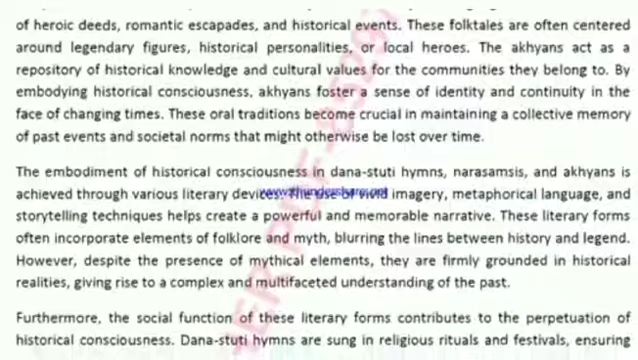 of heroic deeds, romantic escapades, and historical events. These folktales are often centered
around legendary figures, historical personalities, or local heroes. The akhyans act as a
repository of historical knowledge and cultural values for the communities they belong to. By
embodying historical consciousness, akhyans foster a sense of identity and continuity in the
face of changing times. These oral traditions become crucial in maintaining a collective memory
of past events and societal norms that might otherwise be lost over time.
The embodiment of historical consciousness in dana-stuti hymns, narasamsis, and akhyans is
achieved through various literary devices. The use of vivid imagery, metaphorical language, and
storytelling techniques helps create a powerful and memorable narrative. These literary forms
often incorporate elements of folklore and myth, blurring the lines between history and legend.
However, despite the presence of mythical elements, they are firmly grounded in historical
realities, giving rise to a complex and multifaceted understanding of the past.
Furthermore, the social function of these literary forms contributes to the perpetuation of
historical consciousness. Dana-stuti hymns are sung in religious rituals and festivals, ensuring